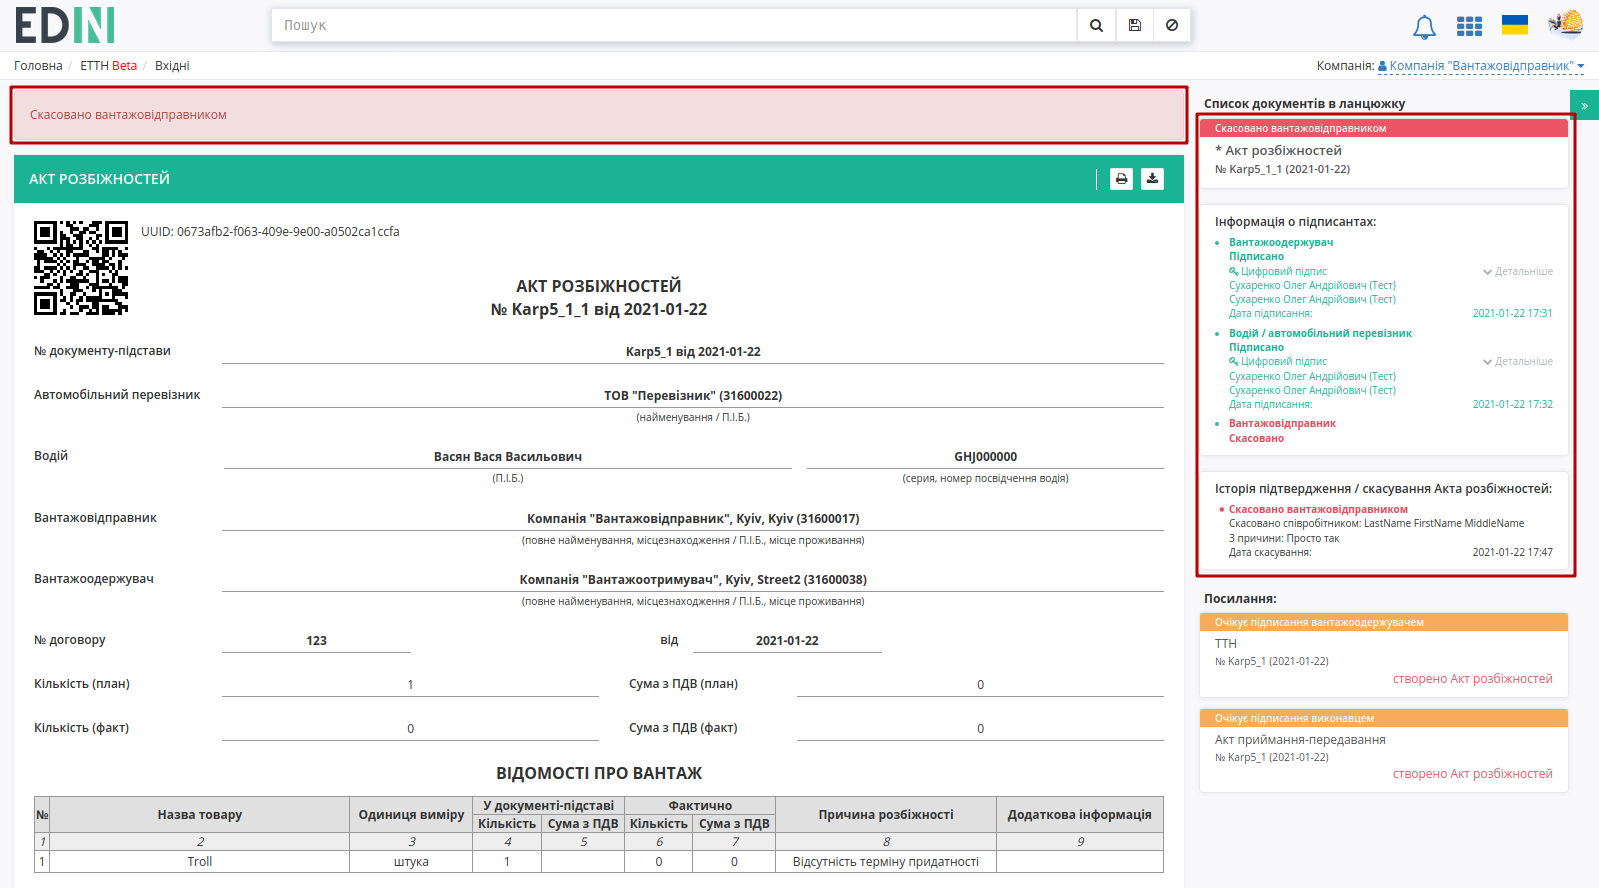 EDIN
Пошук
Головна / ЕТТН Beta / Вхідні
Компанія: Компанія "Вантажовідправник"
Скасовано вантажовідправником
АКТ РОЗБІЖНОСТЕЙ
UUID: 0673afb2-f063-409e-9e00-a0502ca1ccfa
АКТ РОЗБІЖНОСТЕЙ
№ Karp5_1_1 від 2021-01-22
№ документу-підстави Karp5_1 від 2021-01-22
Автомобільний перевізник ТОВ "Перевізник" (31600022)
(найменування / П.І.Б.)
Водій Васян Вася Васильович GHJ000000
(П.І.Б.) (серия, номер посвідчення водія)
Вантажовідправник Компанія "Вантажовідправник", Kyiv, Kyiv (31600017)
(повне найменування, місцезнаходження / П.І.Б., місце проживання)
Вантажоодержувач Компанія "Вантажоотримувач", Kyiv, Street2 (31600038)
(повне найменування, місцезнаходження / П.І.Б., місце проживання)
№ договору 123 від 2021-01-22
Кількість (план) 1 Сума з ПДВ (план) 0
Кількість (факт) 0 Сума з ПДВ (факт) 0
ВІДОМОСТІ ПРО ВАНТАЖ
№ Назва товару Одиниця виміру У документі-підставі Фактично Причина розбіжності Додаткова інформація
Кількість Сума з ПДВ Кількість Сума з ПДВ
1 2 3 4 5 6 7 8 9
1 Troll штука 1 0 0 Відсутність терміну придатності
Список документів в ланцюжку
»
Скасовано вантажовідправником
* Акт розбіжностей
№ Karp5_1_1 (2021-01-22)
Інформація о підписантах:
Вантажоодержувач
Підписано
Цифровий підпис Детальніше
Сухаренко Олег Андрійович (Тест)
Сухаренко Олег Андрійович (Тест)
Дата підписання: 2021-01-22 17:31
Водій / автомобільний перевізник
Підписано
Цифровий підпис Детальніше
Сухаренко Олег Андрійович (Тест)
Сухаренко Олег Андрійович (Тест)
Дата підписання: 2021-01-22 17:32
Вантажовідправник
Скасовано
Історія підтвердження / скасування Акта розбіжностей:
Скасовано вантажовідправником
Скасовано співробітником: LastName FirstName MiddleName
З причини: Просто так
Дата скасування: 2021-01-22 17:47
Посилання:
Очікує підписання вантажоодержувачем
ТТН
№ Karp5_1 (2021-01-22)
створено Акт розбіжностей
Очікує підписання виконавцем
Акт приймання-передавання
№ Karp5_1 (2021-01-22)
створено Акт розбіжностей